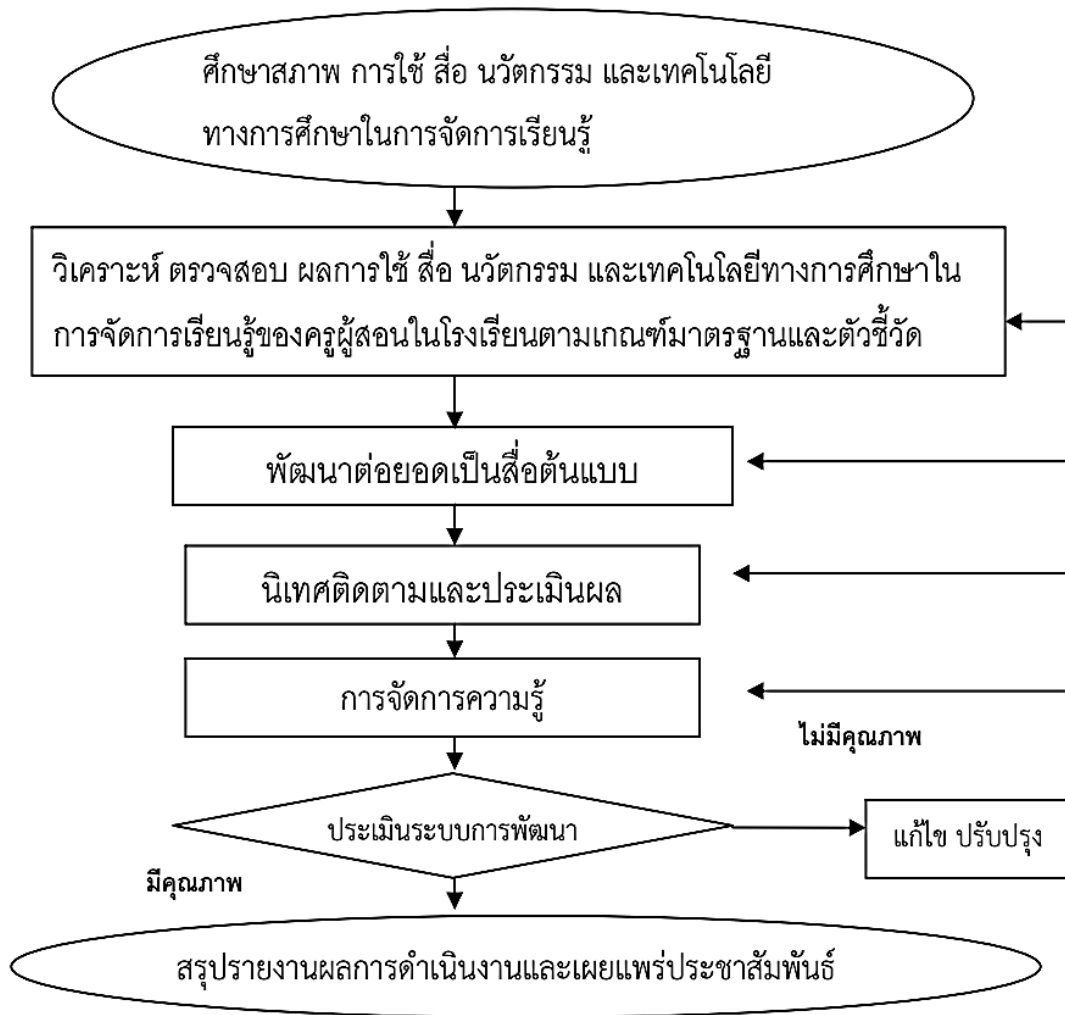 ศึกษาสภาพ การใช้ สื่อ นวัตกรรม และเทคโนโลยี
ทางการศึกษาในการจัดการเรียนรู้
วิเคราะห์ ตรวจสอบ ผลการใช้ สื่อ นวัตกรรม และเทคโนโลยีทางการศึกษาใน
การจัดการเรียนรู้ของครูผู้สอนในโรงเรียนตามเกณฑ์มาตรฐานและตัวชี้วัด
พัฒนาต่อยอดเป็นสื่อต้นแบบ
นิเทศติดตามและประเมินผล
การจัดการความรู้
ไม่มีคุณภาพ
ประเมินระบบการพัฒนา
แก้ไข ปรับปรุง
มีคุณภาพ
สรุปรายงานผลการดำเนินงานและเผยแพร่ประชาสัมพันธ์